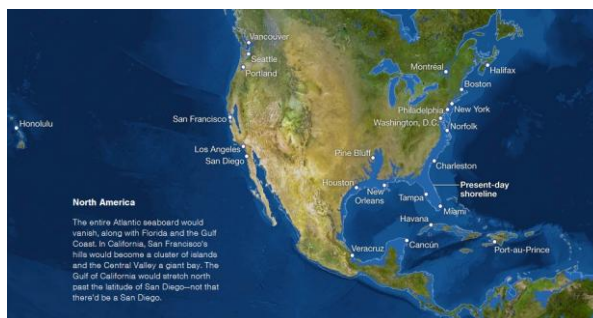 Vancouver
Seattle
Portland
Montréal
Halifax
Boston
Honolulu
San Francisco
Philadelphia
New York
Washington, D.C.
Norfolk
Los Angeles
San Diego
Pine Bluff
Charleston
Houston
New
Orleans
Tampa
Present-day
shoreline
Miami
Havana
Veracruz
Cancún
Port-au-Prince
North America
The entire Atlantic seaboard would
vanish, along with Florida and the Gulf
Coast. In California, San Francisco's
hills would become a cluster of islands
and the Central Valley a giant bay. The
Gulf of California would stretch north
past the latitude of San Diego—not that
there'd be a San Diego.